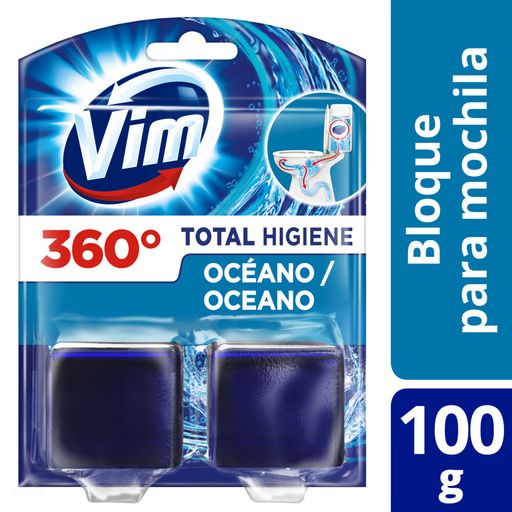 Vim
360°
TOTAL HIGIENE
OCÉANO /
OCEANO
Bloque
para mochila
100
g